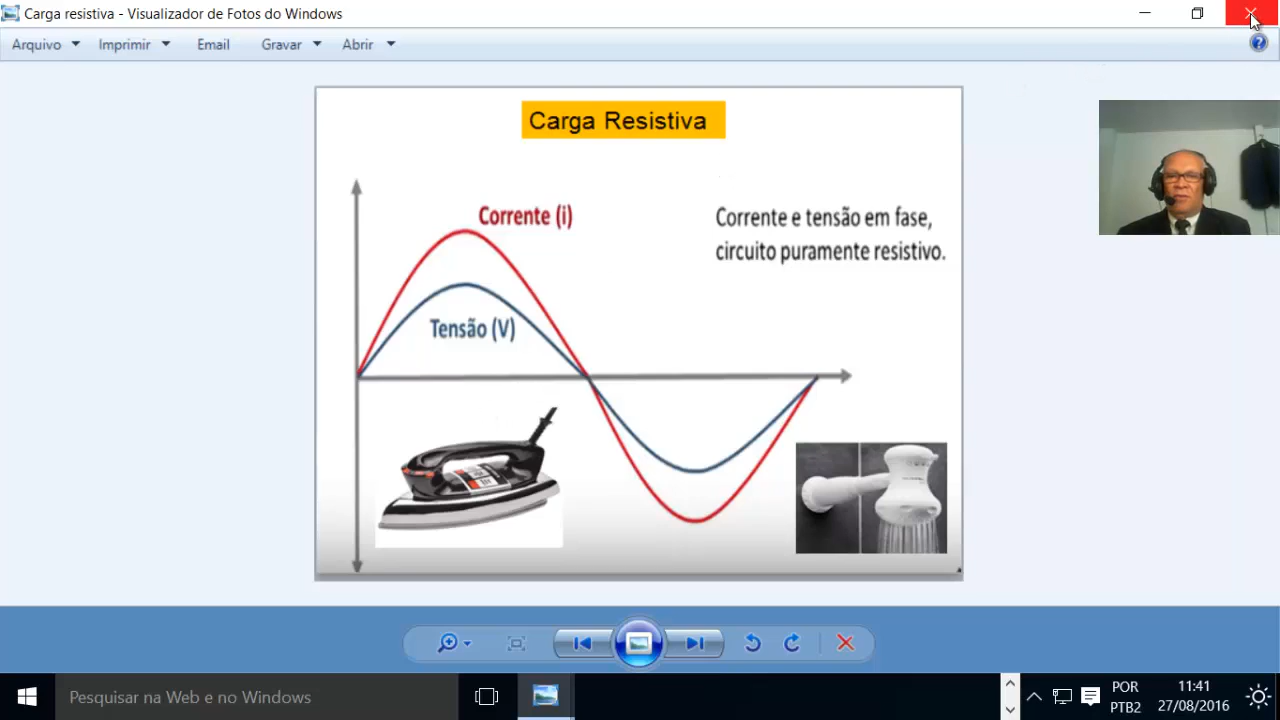 Carga resistiva - Visualizador de Fotos do Windows
Arquivo Imprimir Email Gravar Abrir
Carga Resistiva
Corrente (i)
Corrente e tensão em fase,
circuito puramente resistivo.
Tensão (V)
Pesquisar na Web e no Windows
POR
PTB2
11:41
27/08/2016